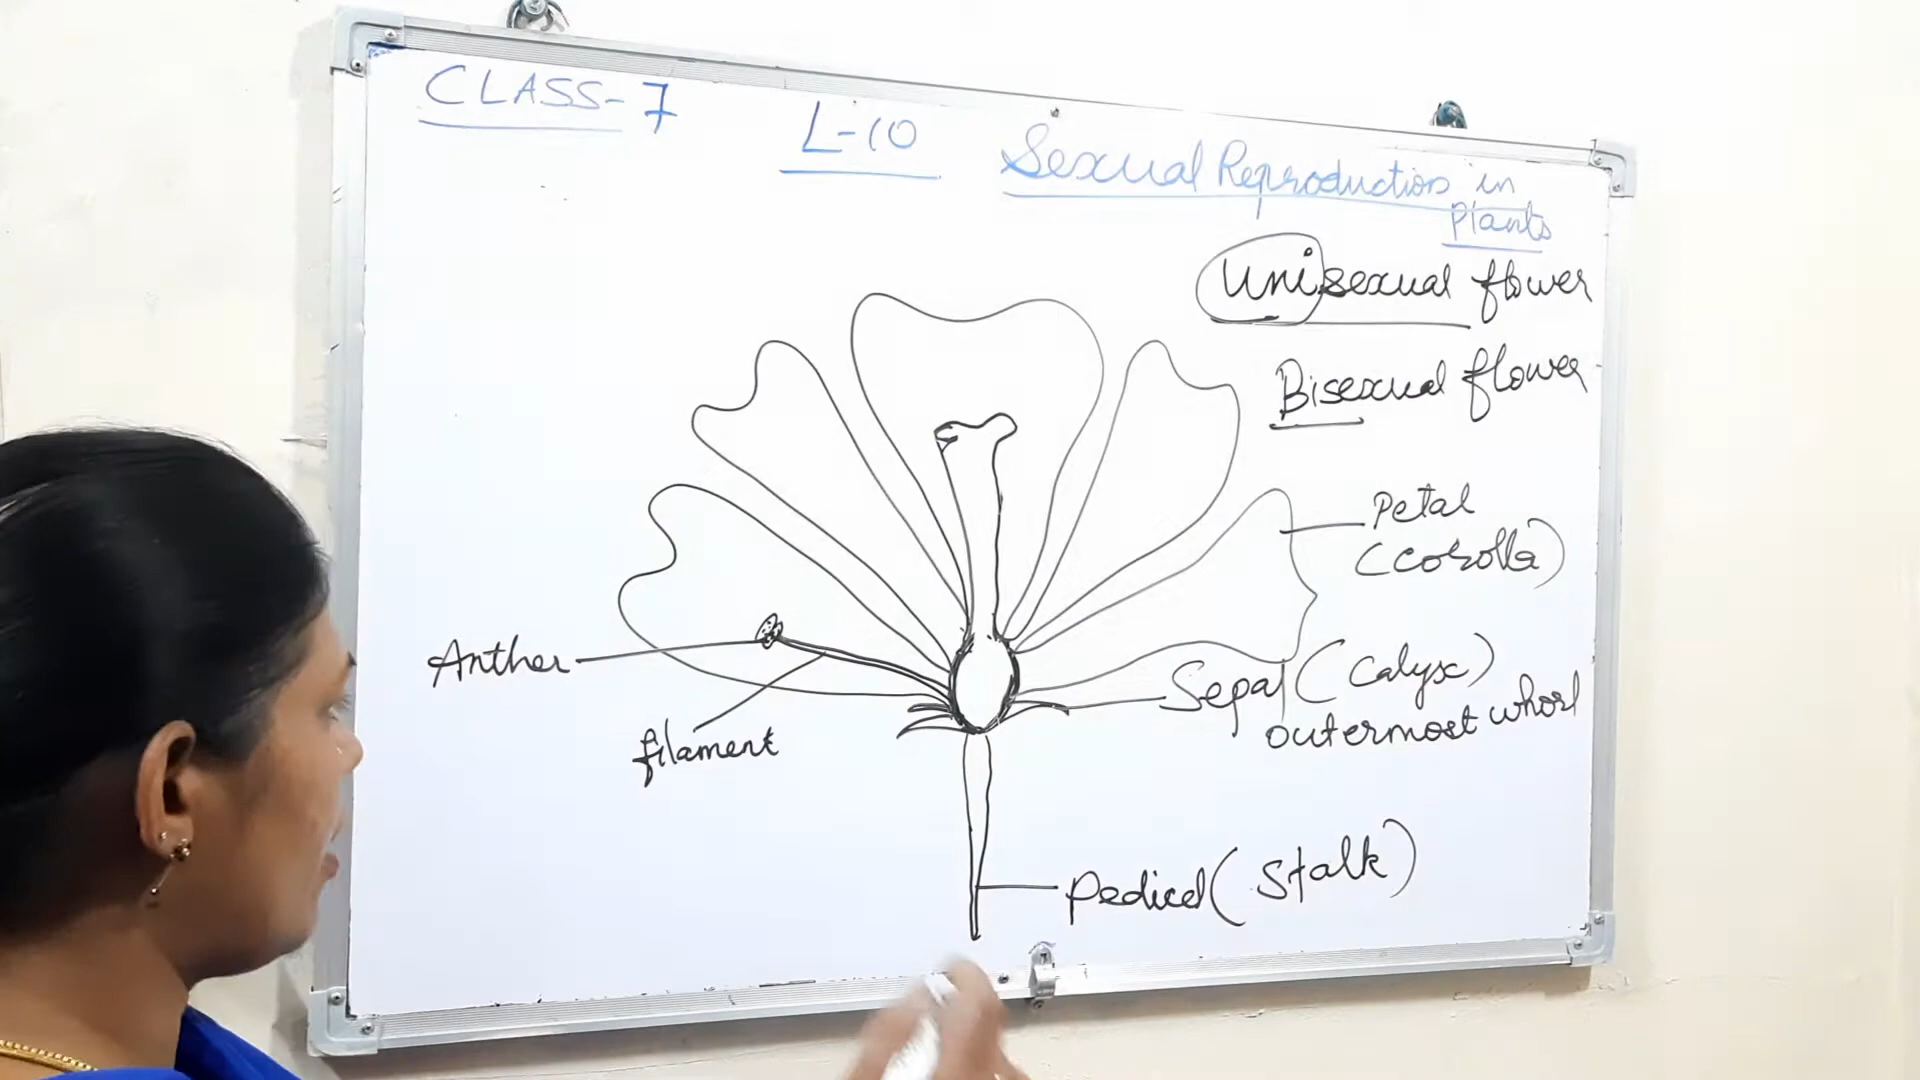 CLASS-7
L-10
Sexual Reproduction in
Plants
Unisexual flower
Bisexual flower
Petal
(corolla)
Anther
filament
Sepal (Calyx)
outermost whorl
Pedicel (Stalk)